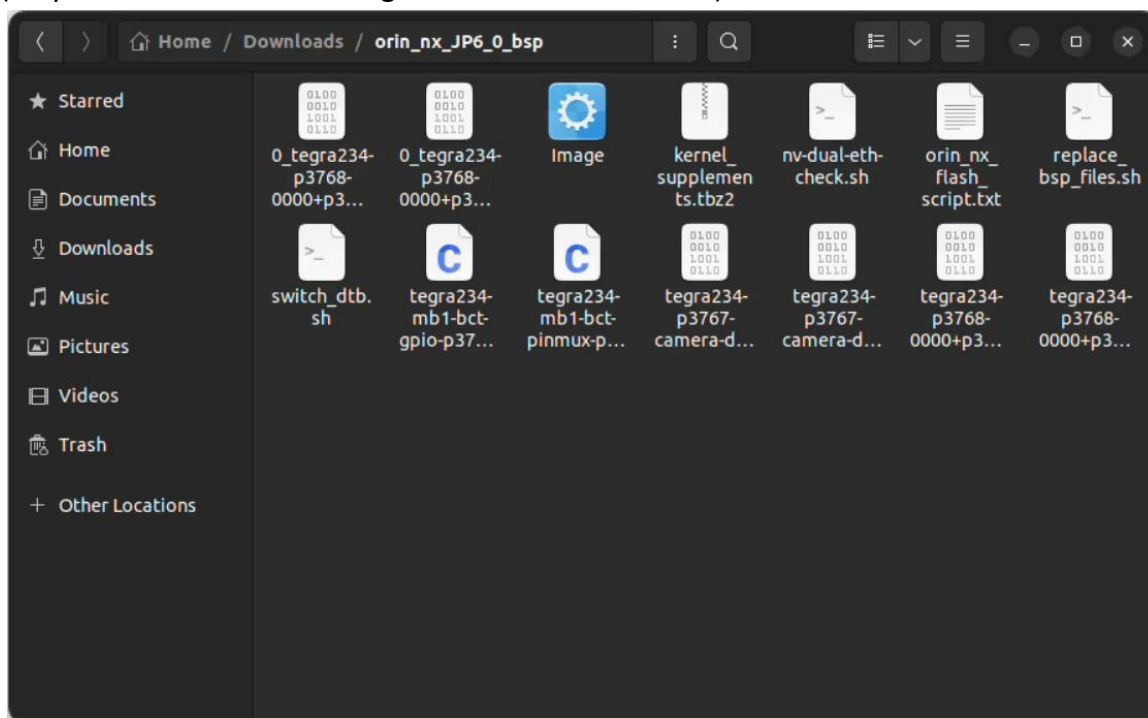 Home / Downloads / orin_nx_JP6_0_bsp
Starred
Home
Documents
Downloads
Music
Pictures
Videos
Trash
+ Other Locations
0_tegra234-
p3768-
0000+p3...
0_tegra234-
p3768-
0000+p3...
Image
kernel_
supplemen
ts.tbz2
nv-dual-eth-
check.sh
orin_nx_
flash_
script.txt
replace_
bsp_files.sh
switch_dtb.
sh
tegra234-
mb1-bct-
gpio-p37...
tegra234-
mb1-bct-
pinmux-p...
tegra234-
p3767-
camera-d...
tegra234-
p3767-
camera-d...
tegra234-
p3768-
0000+p3...
tegra234-
p3768-
0000+p3...